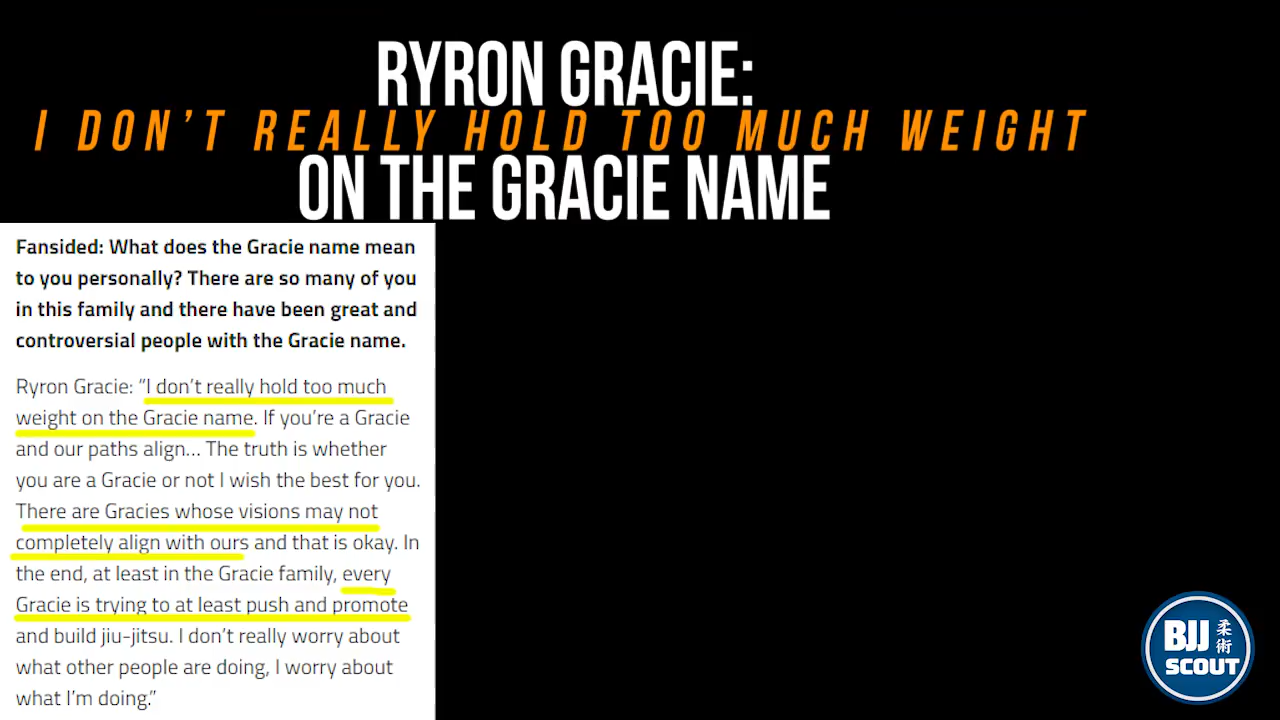 RYRON GRACIE:
I DON'T REALLY HOLD TOO MUCH WEIGHT
ON THE GRACIE NAME
Fansided: What does the Gracie name mean
to you personally? There are so many of you
in this family and there have been great and
controversial people with the Gracie name.
Ryron Gracie: “I don’t really hold too much
weight on the Gracie name. If you’re a Gracie
and our paths align… The truth is whether
you are a Gracie or not I wish the best for you.
There are Gracies whose visions may not
completely align with ours and that is okay. In
the end, at least in the Gracie family, every
Gracie is trying to at least push and promote
and build jiu-jitsu. I don’t really worry about
what other people are doing, I worry about
what I’m doing.”
BJJ 柔術
SCOUT